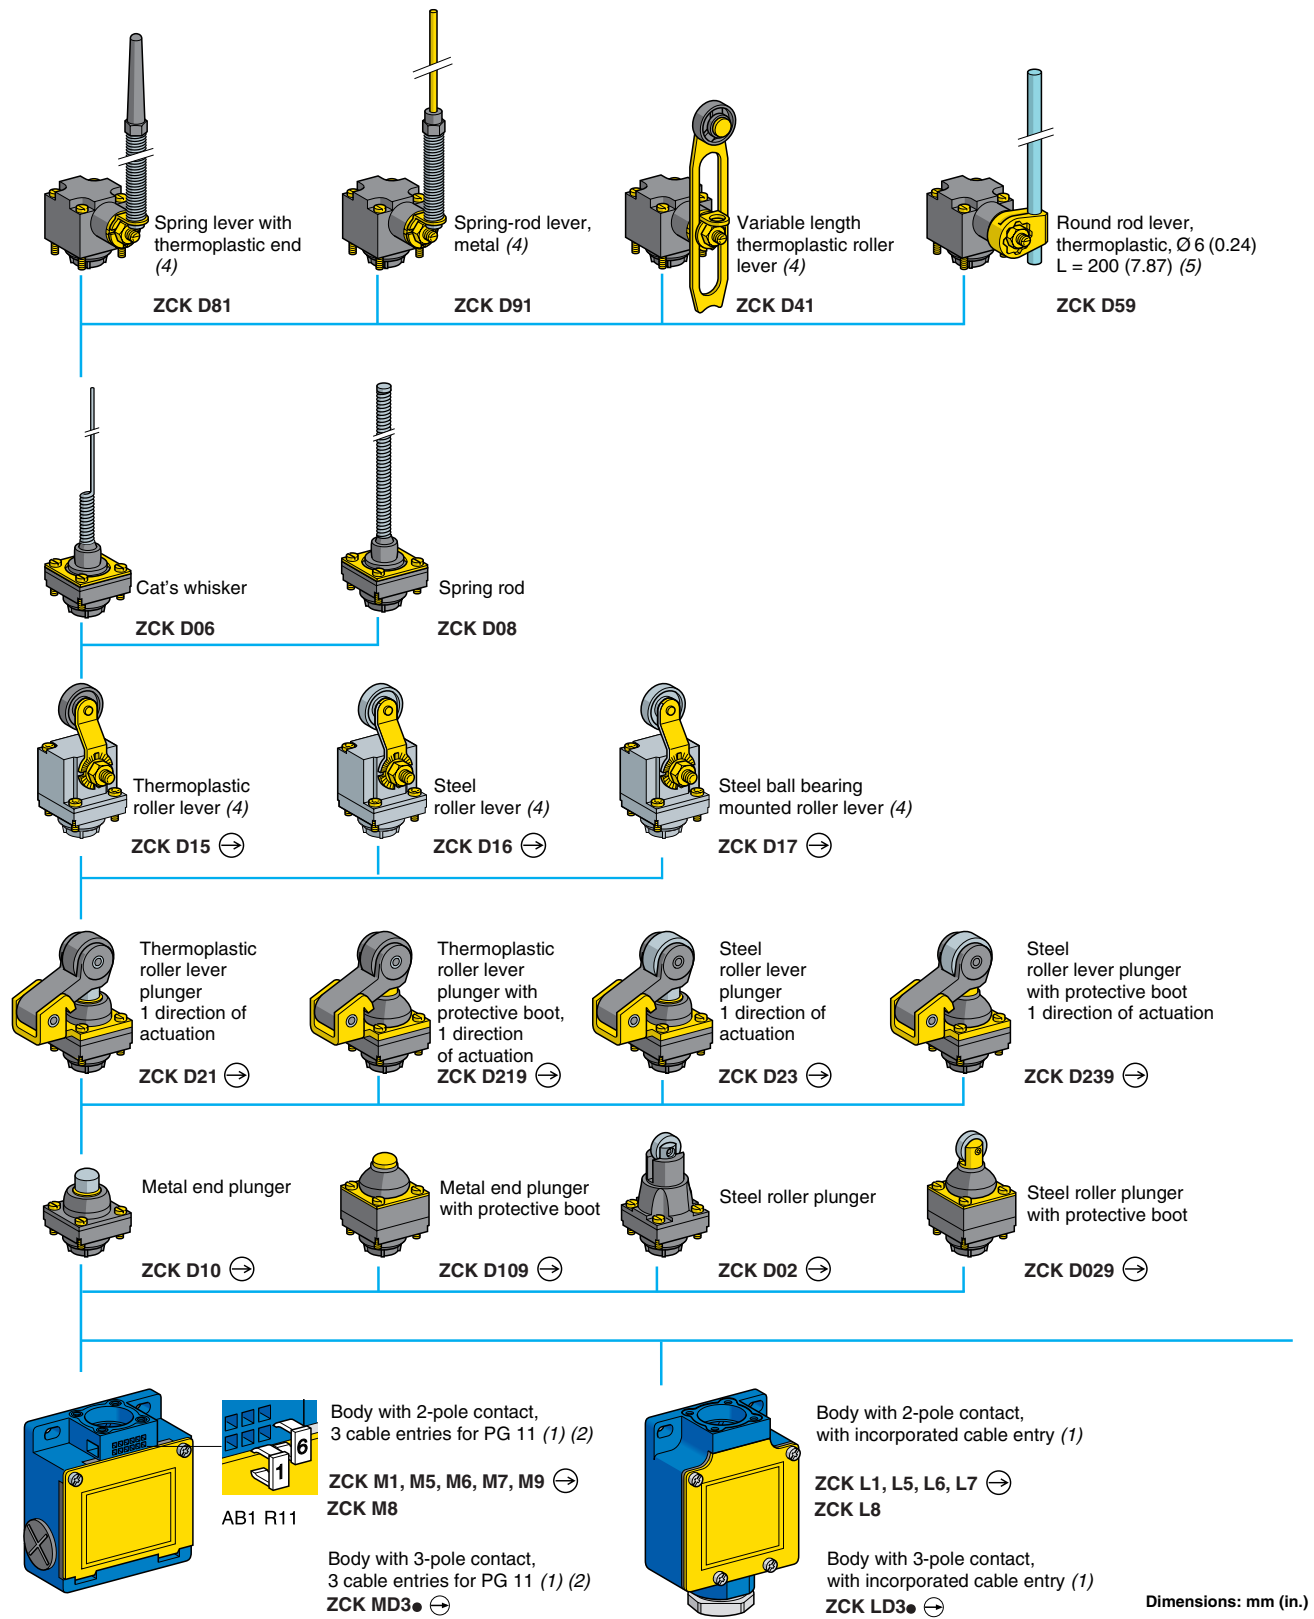 Spring lever with
thermoplastic end
(4)
ZCK D81
Spring-rod lever,
metal (4)
ZCK D91
Variable length
thermoplastic roller
lever (4)
ZCK D41
Round rod lever,
thermoplastic, Ø 6 (0.24)
L = 200 (7.87) (5)
ZCK D59
Cat's whisker
ZCK D06
Spring rod
ZCK D08
Thermoplastic
roller lever (4)
ZCK D15
Steel
roller lever (4)
ZCK D16
Steel ball bearing
mounted roller lever (4)
ZCK D17
Thermoplastic
roller lever
plunger
1 direction of
actuation
ZCK D21
Thermoplastic
roller lever
plunger with
protective boot,
1 direction
of actuation
ZCK D219
Steel
roller lever
plunger
1 direction of
actuation
ZCK D23
Steel
roller lever plunger
with protective boot
1 direction of actuation
ZCK D239
Metal end plunger
ZCK D10
Metal end plunger
with protective boot
ZCK D109
Steel roller plunger
ZCK D02
Steel roller plunger
with protective boot
ZCK D029
6
1
AB1 R11
Body with 2-pole contact,
3 cable entries for PG 11 (1) (2)
ZCK M1, M5, M6, M7, M9
ZCK M8
Body with 3-pole contact,
3 cable entries for PG 11 (1) (2)
ZCK MD3●
Body with 2-pole contact,
with incorporated cable entry (1)
ZCK L1, L5, L6, L7
ZCK L8
Body with 3-pole contact,
with incorporated cable entry (1)
ZCK LD3●
Dimensions: mm (in.)